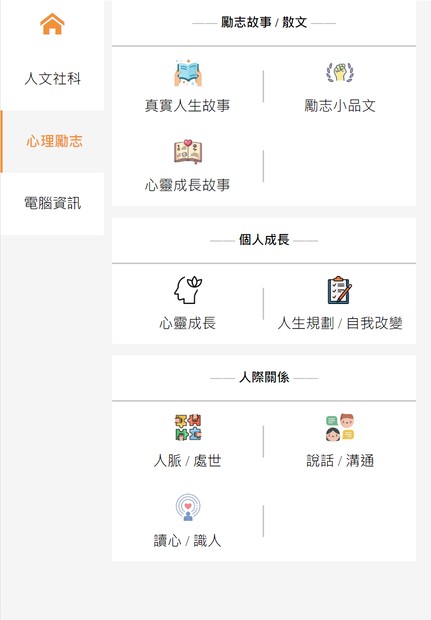 人文社科
心理勵志
電腦資訊
勵志故事 / 散文
真實人生故事
勵志小品文
心靈成長故事
個人成長
心靈成長
人生規劃 / 自我改變
人際關係
人脈 / 處世
說話 / 溝通
讀心 / 識人